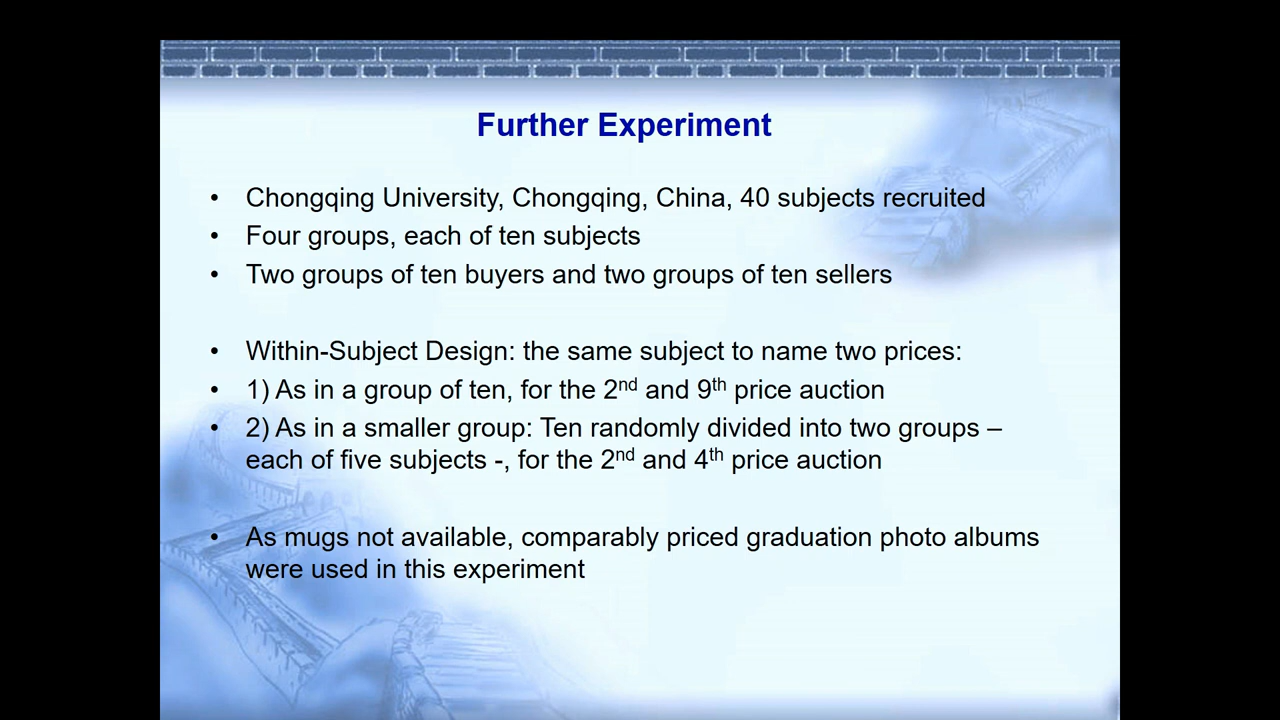 Further Experiment
• Chongqing University, Chongqing, China, 40 subjects recruited
• Four groups, each of ten subjects
• Two groups of ten buyers and two groups of ten sellers
• Within-Subject Design: the same subject to name two prices:
• 1) As in a group of ten, for the 2nd and 9th price auction
• 2) As in a smaller group: Ten randomly divided into two groups –
each of five subjects -, for the 2nd and 4th price auction
• As mugs not available, comparably priced graduation photo albums
were used in this experiment